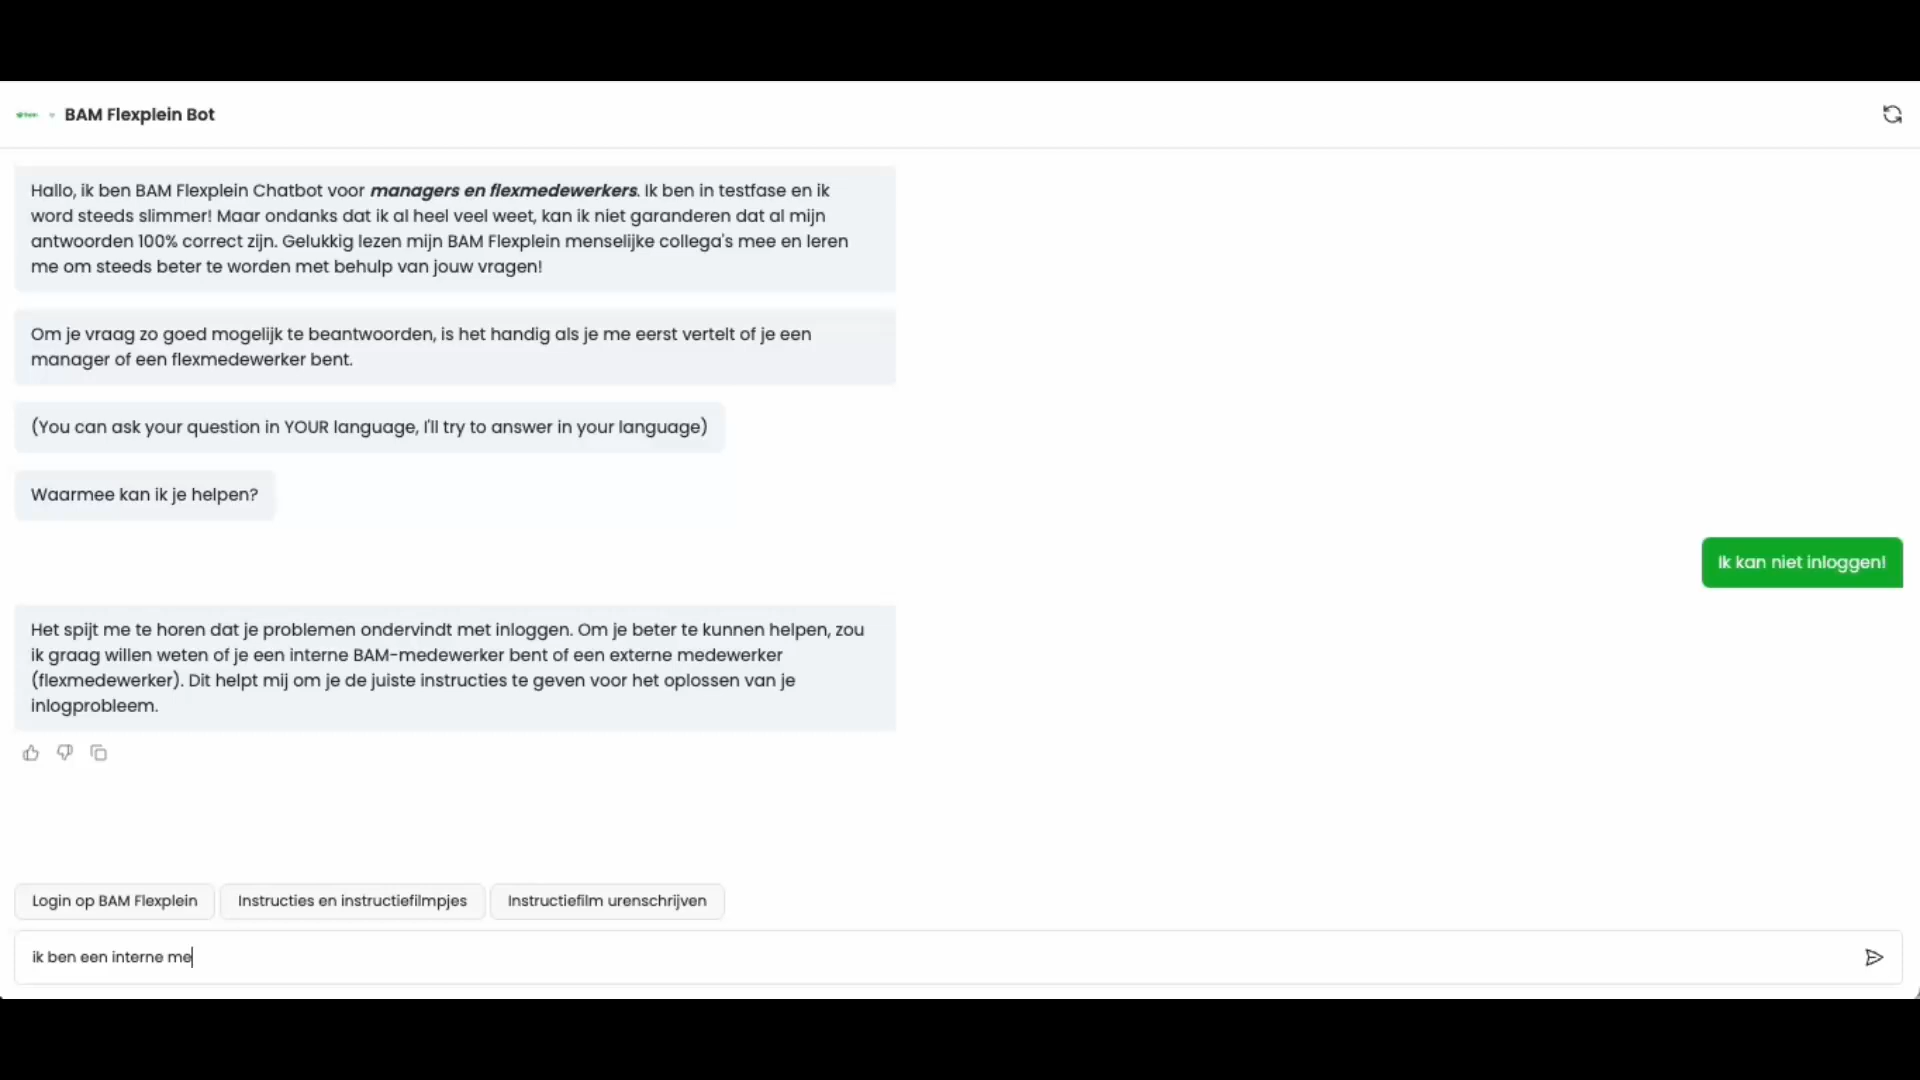 BAM Flexplein Bot
Hallo, ik ben BAM Flexplein Chatbot voor managers en flexmedewerkers. Ik ben in testfase en ik
word steeds slimmer! Maar ondanks dat ik al heel veel weet, kan ik niet garanderen dat al mijn
antwoorden 100% correct zijn. Gelukkig lezen mijn BAM Flexplein menselijke collega's mee en leren
me om steeds beter te worden met behulp van jouw vragen!
Om je vraag zo goed mogelijk te beantwoorden, is het handig als je me eerst vertelt of je een
manager of een flexmedewerker bent.
(You can ask your question in YOUR language, I'll try to answer in your language)
Waarmee kan ik je helpen?
Ik kan niet inloggen!
Het spijt me te horen dat je problemen ondervindt met inloggen. Om je beter te kunnen helpen, zou
ik graag willen weten of je een interne BAM-medewerker bent of een externe medewerker
(flexmedewerker). Dit helpt mij om je de juiste instructies te geven voor het oplossen van je
inlogprobleem.
Login op BAM Flexplein
Instructies en instructiefilmpjes
Instructiefilm urenschrijven
ik ben een interne me